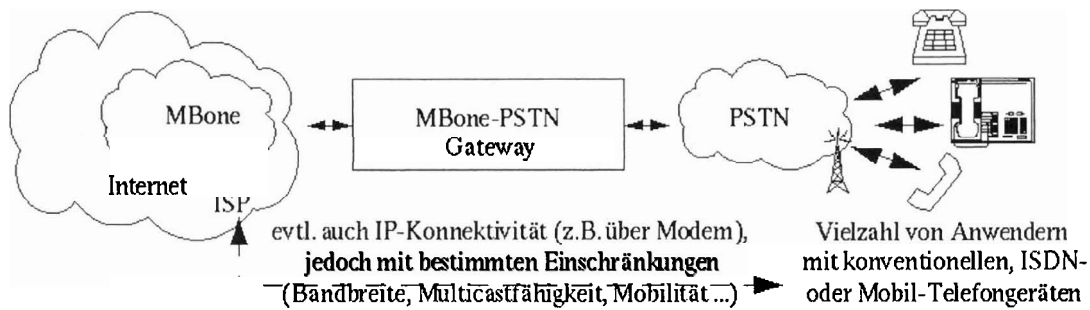 MBone
Internet
ISP
MBone-PSTN
Gateway
PSTN
evtl. auch IP-Konnektivität (z.B. über Modem),
jedoch mit bestimmten Einschränkungen
(Bandbreite, Multicastfähigkeit, Mobilität ...)
Vielzahl von Anwendern
mit konventionellen, ISDN-
oder Mobil-Telefongeräten